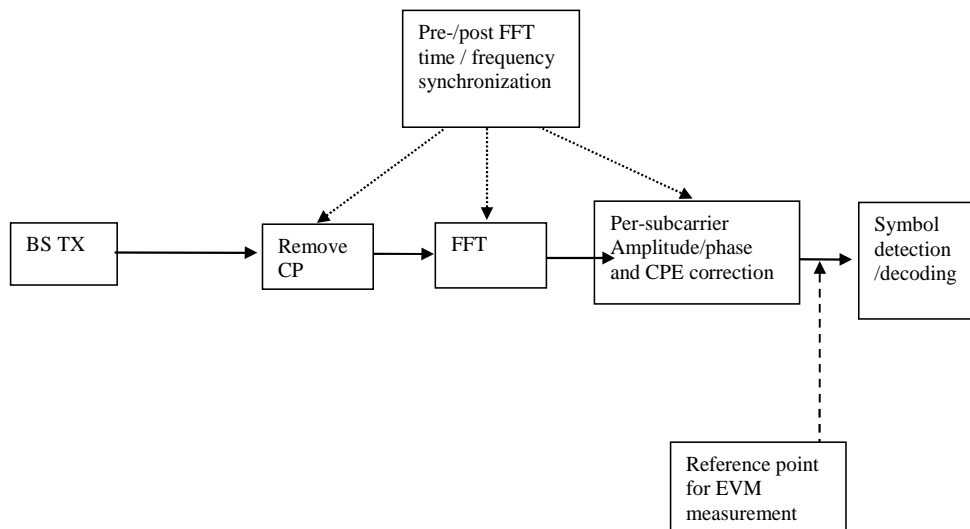 Pre-/post FFT
time / frequency
synchronization
BS TX
Remove
CP
FFT
Per-subcarrier
Amplitude/phase
and CPE correction
Symbol
detection
/decoding
Reference point
for EVM
measurement